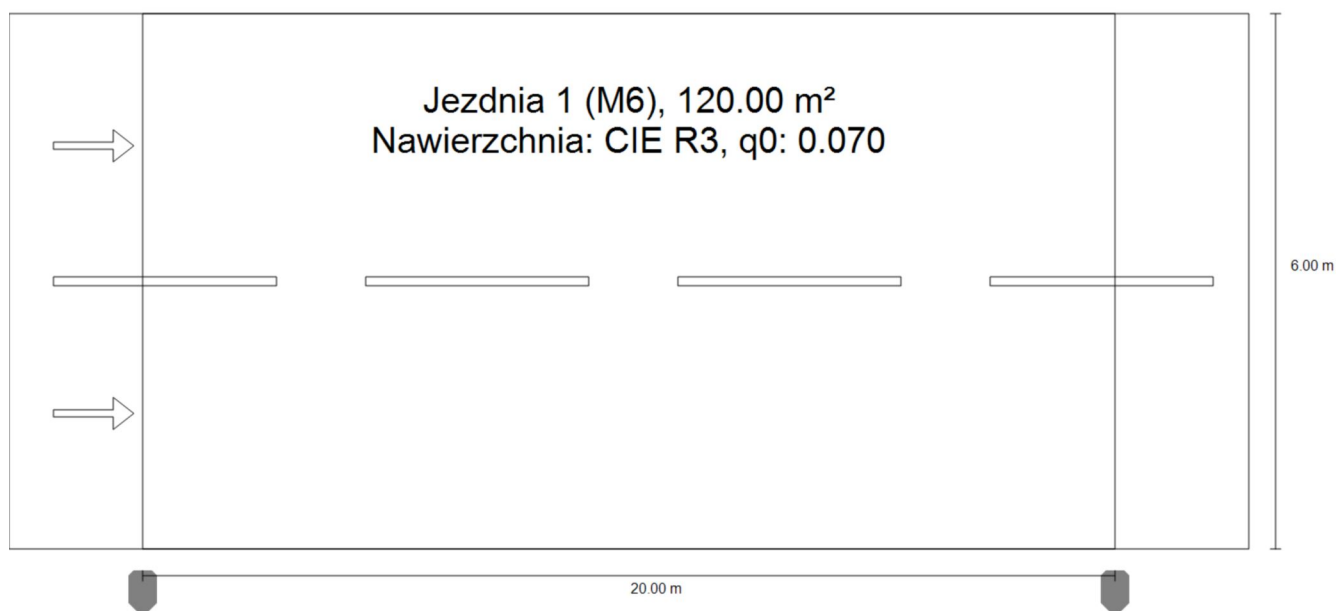 Jezdnia 1 (M6), 120.00 m²
Nawierzchnia: CIE R3, q0: 0.070
6.00 m
20.00 m